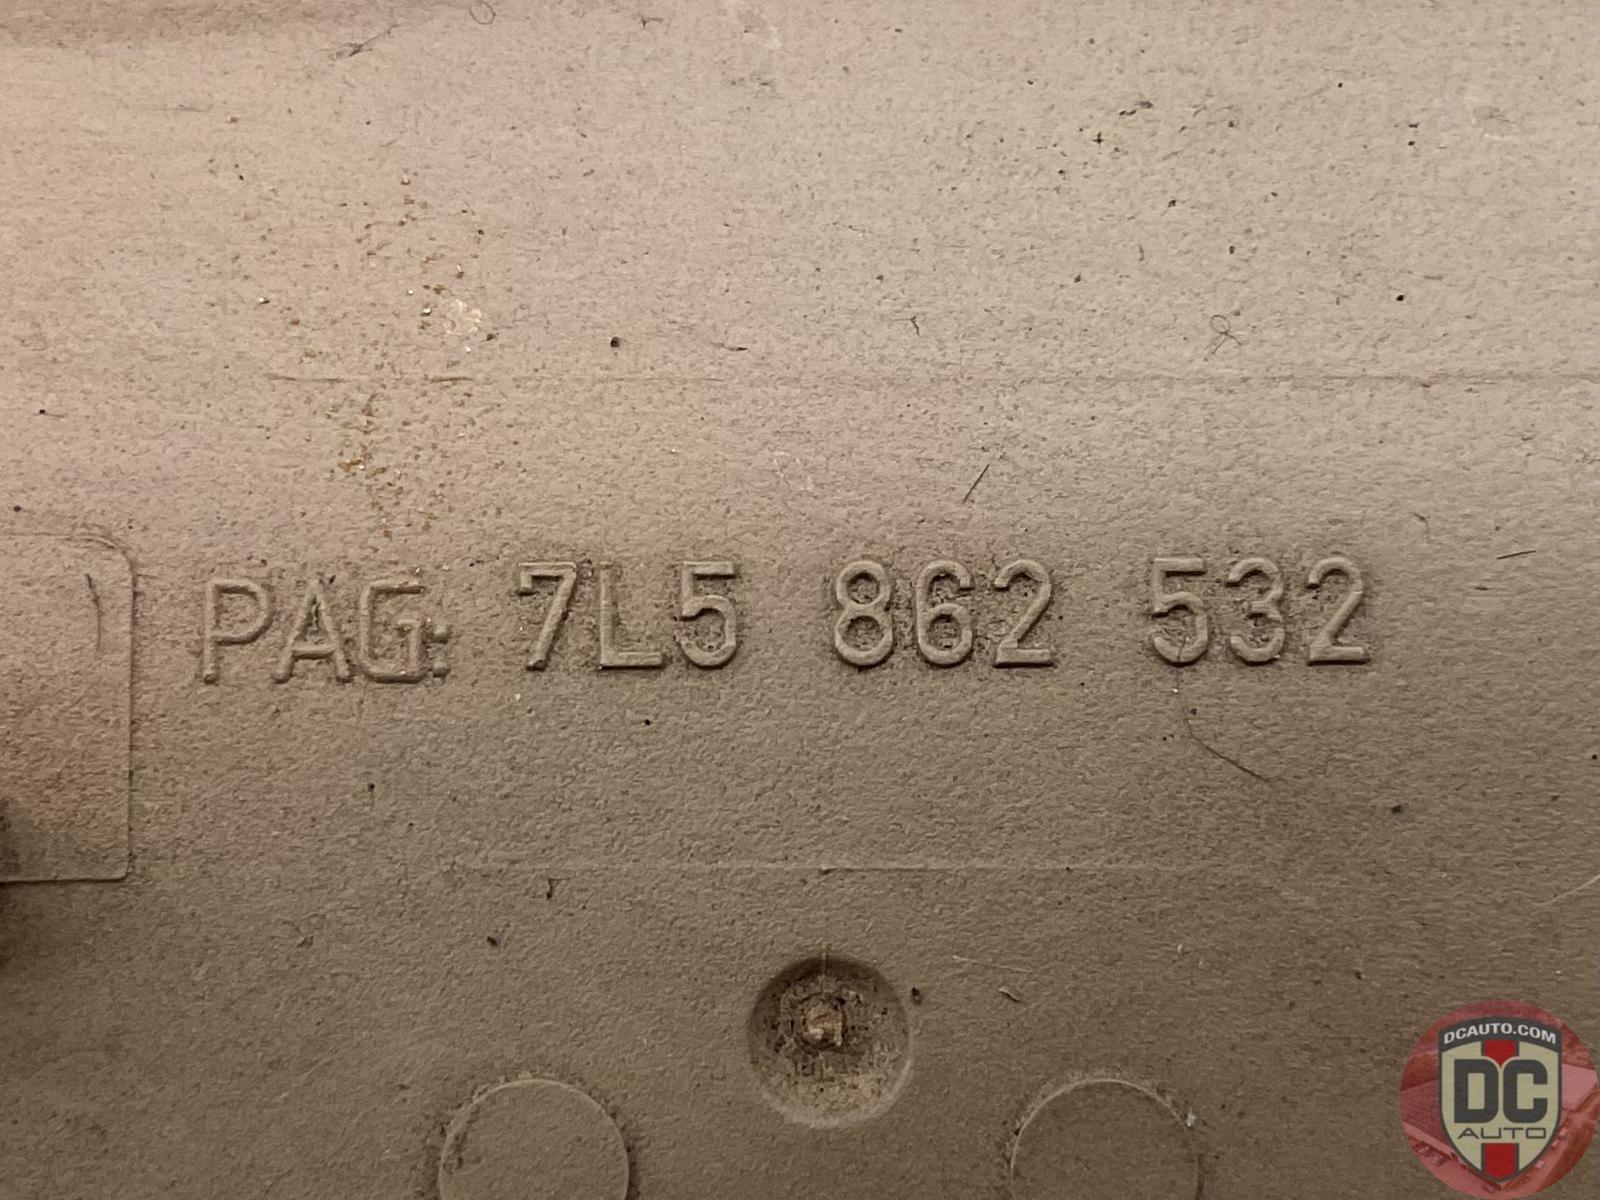 PAG: 7L5 862 532
DCAUTO.COM
DC
AUTO